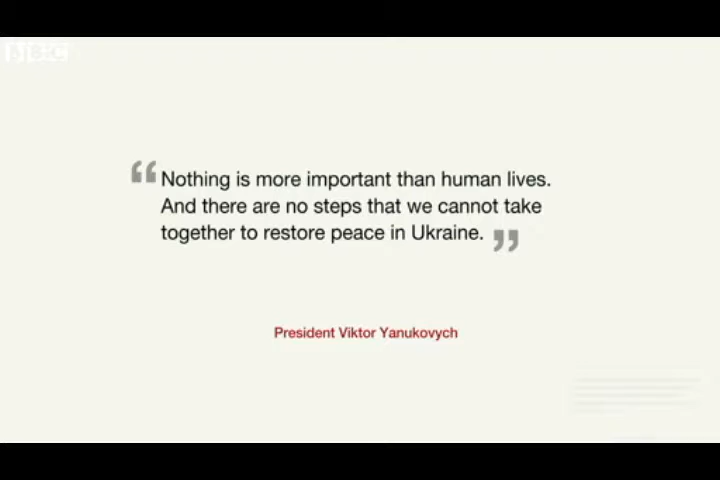 BBC
“Nothing is more important than human lives.
And there are no steps that we cannot take
together to restore peace in Ukraine.”
President Viktor Yanukovych